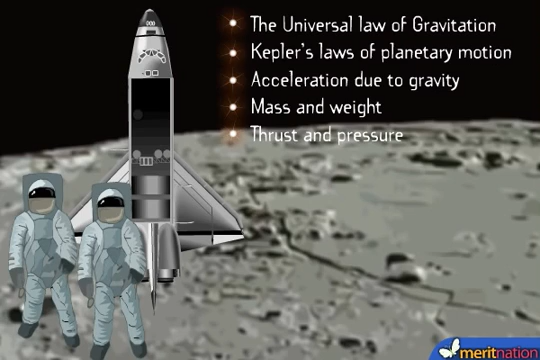 The Universal law of Gravitation
Kepler's laws of planetary motion
Acceleration due to gravity
Mass and weight
Thrust and pressure
meritnation